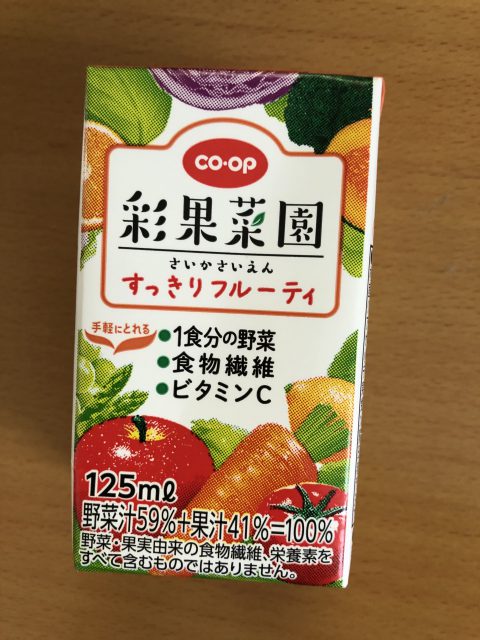 CO·OP
彩果菜園
さいかさいえん
すっきりフルーティ
手軽にとれる
●1食分の野菜
●食物繊維
●ビタミンC
125mℓ
野菜汁59%+果汁41%=100%
野菜・果実由来の食物繊維、栄養素を
すべて含むものではありません。